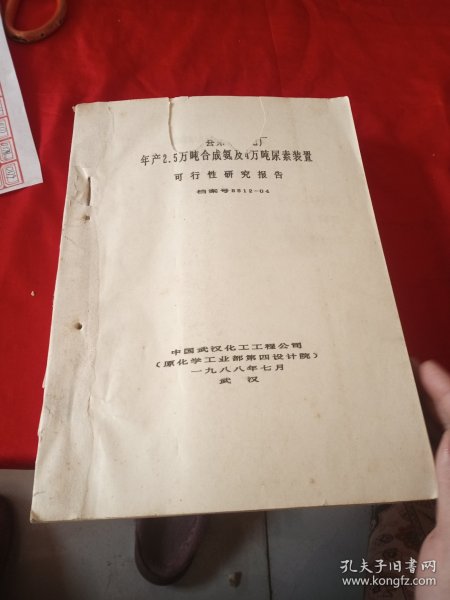 厂
年产2.5万吨合成氨及4万吨尿素装置
可行性研究报告
档案号8812-04
中国武汉化工工程公司
(原化学工业部第四设计院)
一九八八年七月
武 汉
孔夫子旧书网
www.kongfz.com